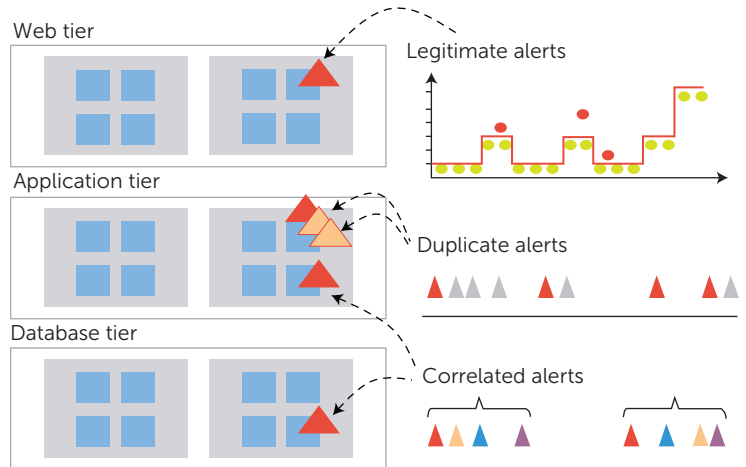 Web tier
Legitimate alerts
Application tier
Duplicate alerts
Database tier
Correlated alerts